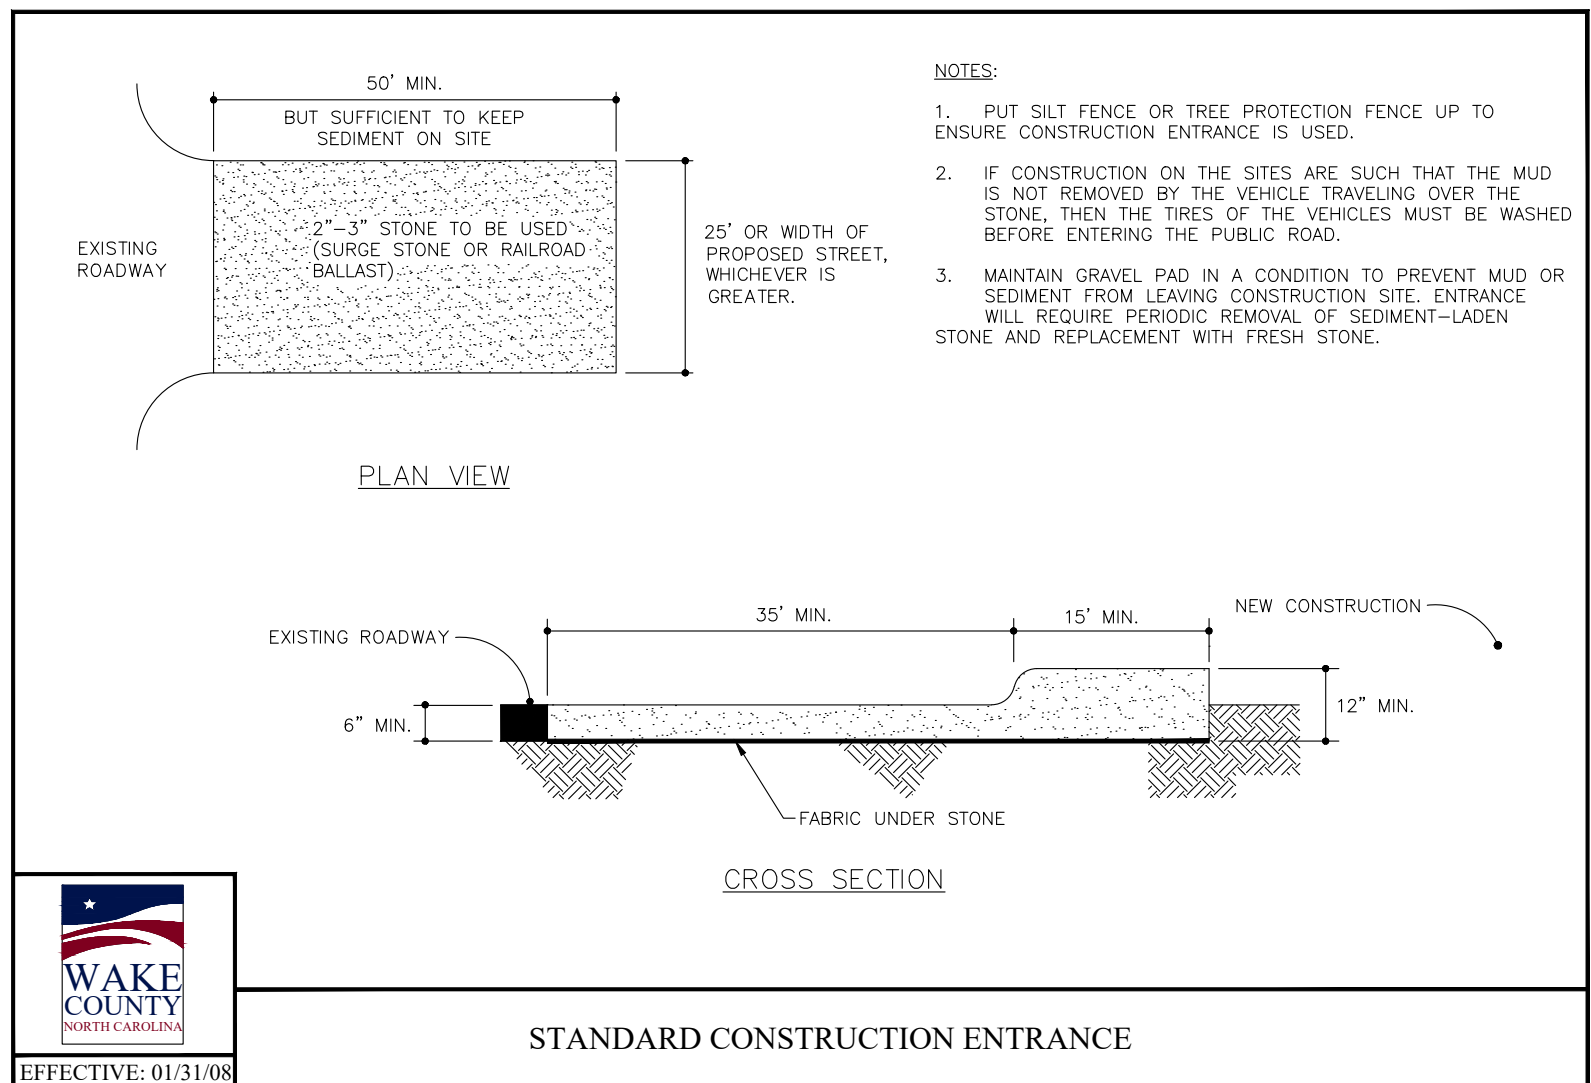 50' MIN.
BUT SUFFICIENT TO KEEP
SEDIMENT ON SITE
2"-3" STONE TO BE USED
(SURGE STONE OR RAILROAD
BALLAST)
EXISTING
ROADWAY
25' OR WIDTH OF
PROPOSED STREET,
WHICHEVER IS
GREATER.
PLAN VIEW
NOTES:
1. PUT SILT FENCE OR TREE PROTECTION FENCE UP TO
ENSURE CONSTRUCTION ENTRANCE IS USED.
2. IF CONSTRUCTION ON THE SITES ARE SUCH THAT THE MUD
IS NOT REMOVED BY THE VEHICLE TRAVELING OVER THE
STONE, THEN THE TIRES OF THE VEHICLES MUST BE WASHED
BEFORE ENTERING THE PUBLIC ROAD.
3. MAINTAIN GRAVEL PAD IN A CONDITION TO PREVENT MUD OR
SEDIMENT FROM LEAVING CONSTRUCTION SITE. ENTRANCE
WILL REQUIRE PERIODIC REMOVAL OF SEDIMENT-LADEN
STONE AND REPLACEMENT WITH FRESH STONE.
35' MIN.
15' MIN.
NEW CONSTRUCTION
EXISTING ROADWAY
6" MIN.
12" MIN.
FABRIC UNDER STONE
CROSS SECTION
WAKE
COUNTY
NORTH CAROLINA
EFFECTIVE: 01/31/08
STANDARD CONSTRUCTION ENTRANCE